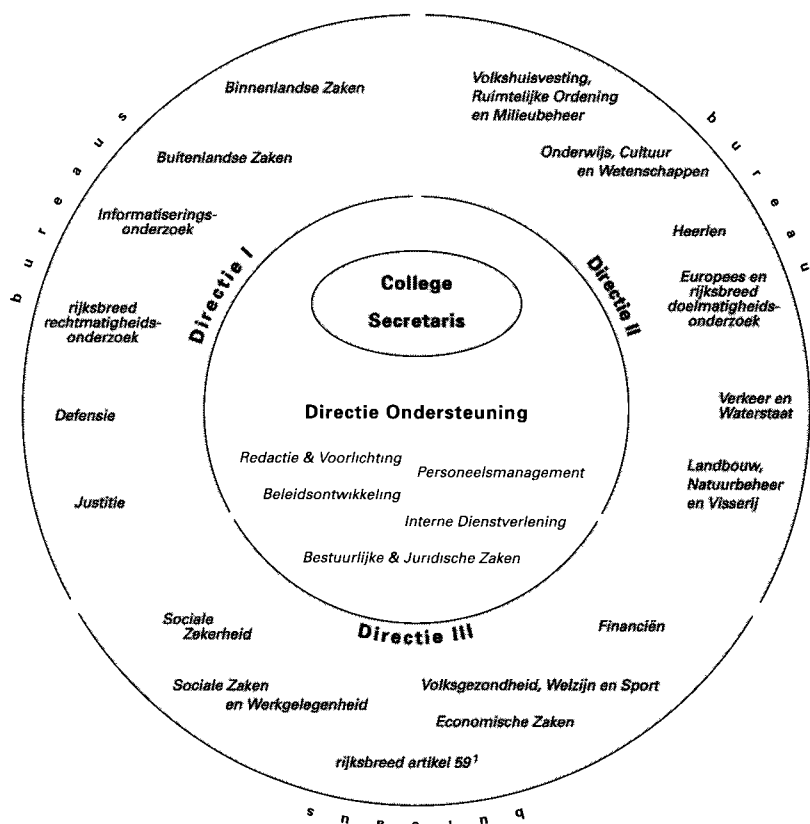 bureaus
Binnenlandse Zaken
Buitenlandse Zaken
Informatiserings-
onderzoek
rijksbreed
rechtmatigheids-
onderzoek
Defensie
Justitie
Directie I
bureau
Volkshuisvesting,
Ruimtelijke Ordening
en Milieubeheer
Onderwijs, Cultuur
en Wetenschappen
Heerlen
Europees en
rijksbreed
doelmatigheids-
onderzoek
Verkeer en
Waterstaat
Landbouw,
Natuurbeheer
en Visserij
Directie II
College
Secretaris
Directie Ondersteuning
Redactie & Voorlichting
Personeelsmanagement
Beleidsontwikkeling
Interne Dienstverlening
Bestuurlijke & Juridische Zaken
Directie III
Sociale
Zekerheid
Financiën
Sociale Zaken
en Werkgelegenheid
Volksgezondheid, Welzijn en Sport
Economische Zaken
rijksbreed artikel 59¹
bureaus